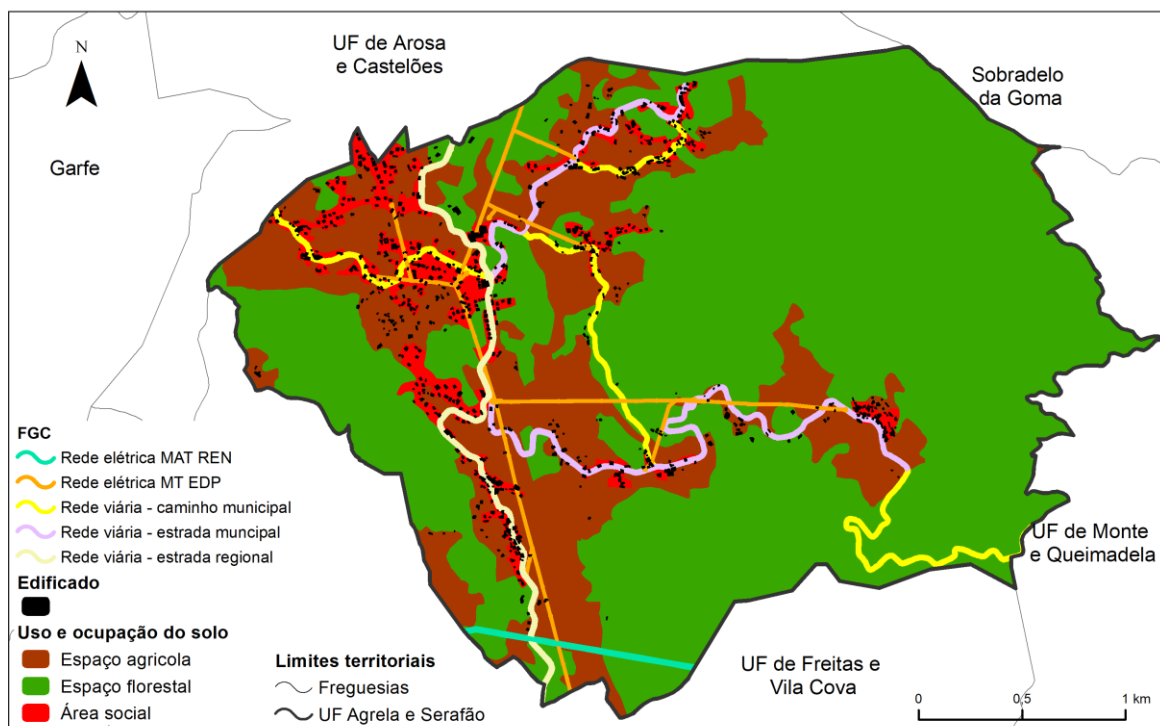 UF de Arosa
e Castelões
N
Sobradelo
da Goma
Garfe
FGC
Rede elétrica MAT REN
Rede elétrica MT EDP
Rede viária - caminho municipal
Rede viária - estrada muncipal
Rede viária - estrada regional
Edificado
Uso e ocupação do solo
Espaço agricola
Espaço florestal
Área social
Limites territoriais
Freguesias
UF Agrela e Serafão
UF de Monte
e Queimadela
UF de Freitas e
Vila Cova
0 0,5 1 km